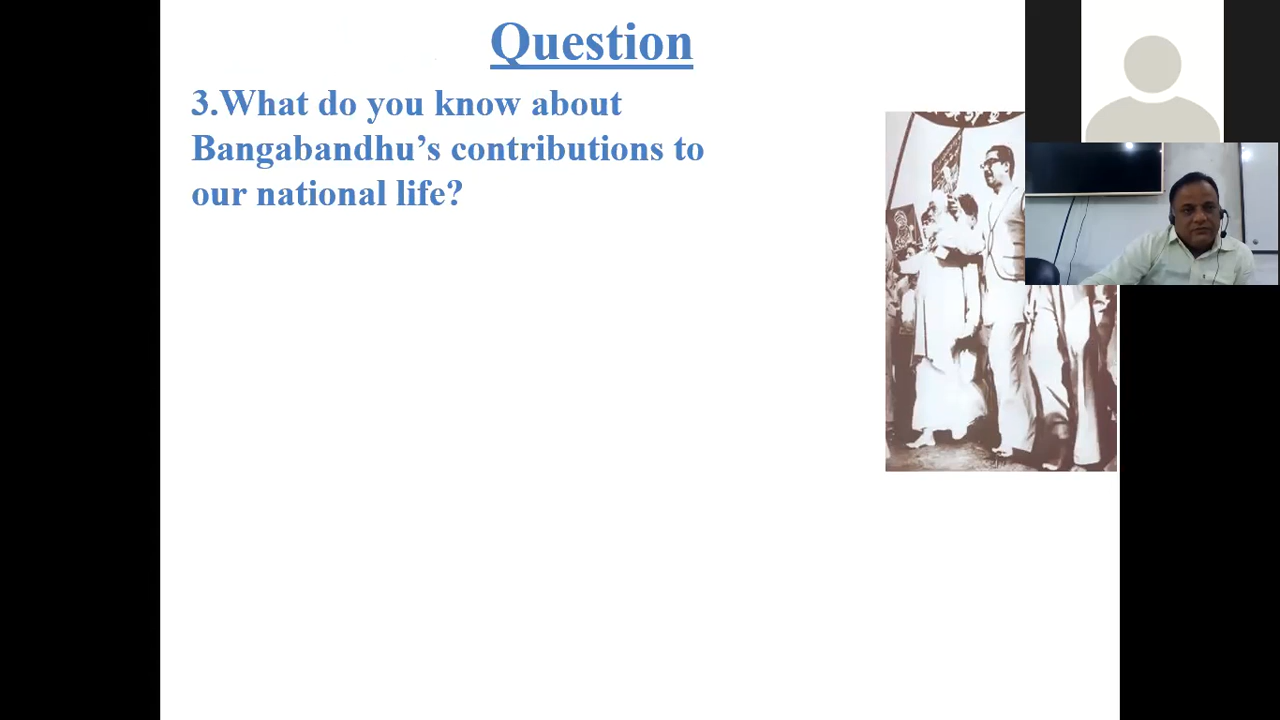 Question
3.What do you know about
Bangabandhu’s contributions to
our national life?